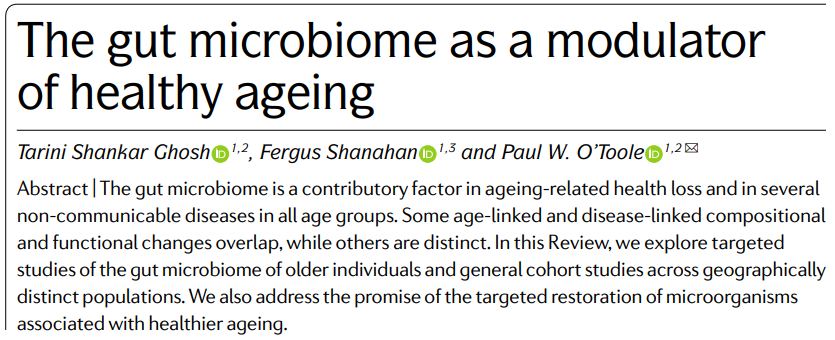 The gut microbiome as a modulator
of healthy ageing
Tarini Shankar Ghosh iD 1,2, Fergus Shanahan iD 1,3 and Paul W. O'Toole iD 1,2 ✉
Abstract | The gut microbiome is a contributory factor in ageing-related health loss and in several
non-communicable diseases in all age groups. Some age-linked and disease-linked compositional
and functional changes overlap, while others are distinct. In this Review, we explore targeted
studies of the gut microbiome of older individuals and general cohort studies across geographically
distinct populations. We also address the promise of the targeted restoration of microorganisms
associated with healthier ageing.